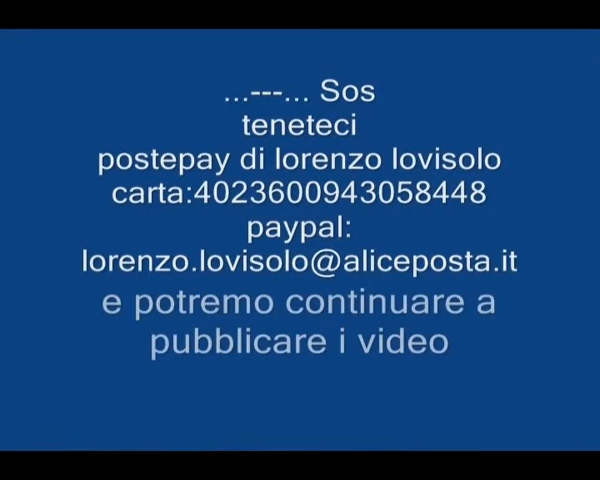 ...---... Sos
teneteci
postepay di lorenzo lovisolo
carta:4023600943058448
paypal:
lorenzo.lovisolo@aliceposta.it
e potremo continuare a
pubblicare i video